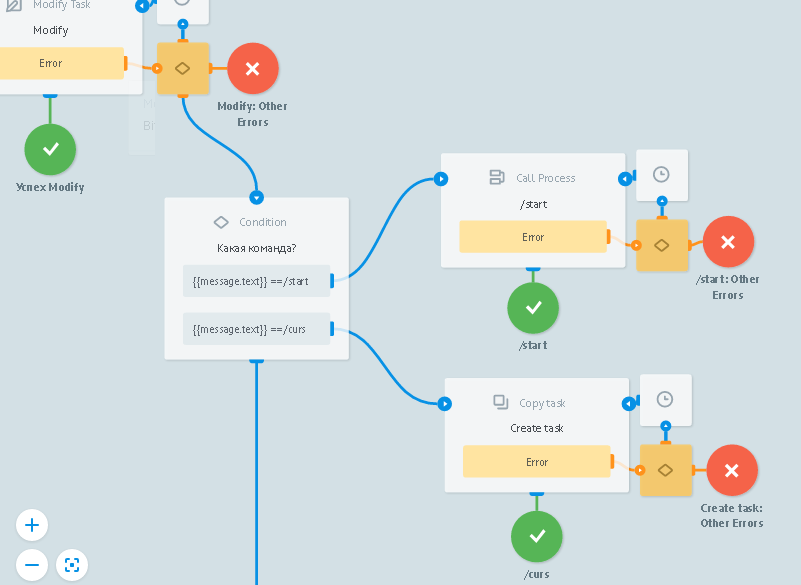 Modify Task
Modify
Error
Modify: Other
Errors
Успех Modify
Condition
Какая команда?
{{message.text}} ==/start
{{message.text}} ==/curs
Call Process
/start
Error
/start: Other
Errors
/start
Copy task
Create task
Error
Create task:
Other Errors
/curs